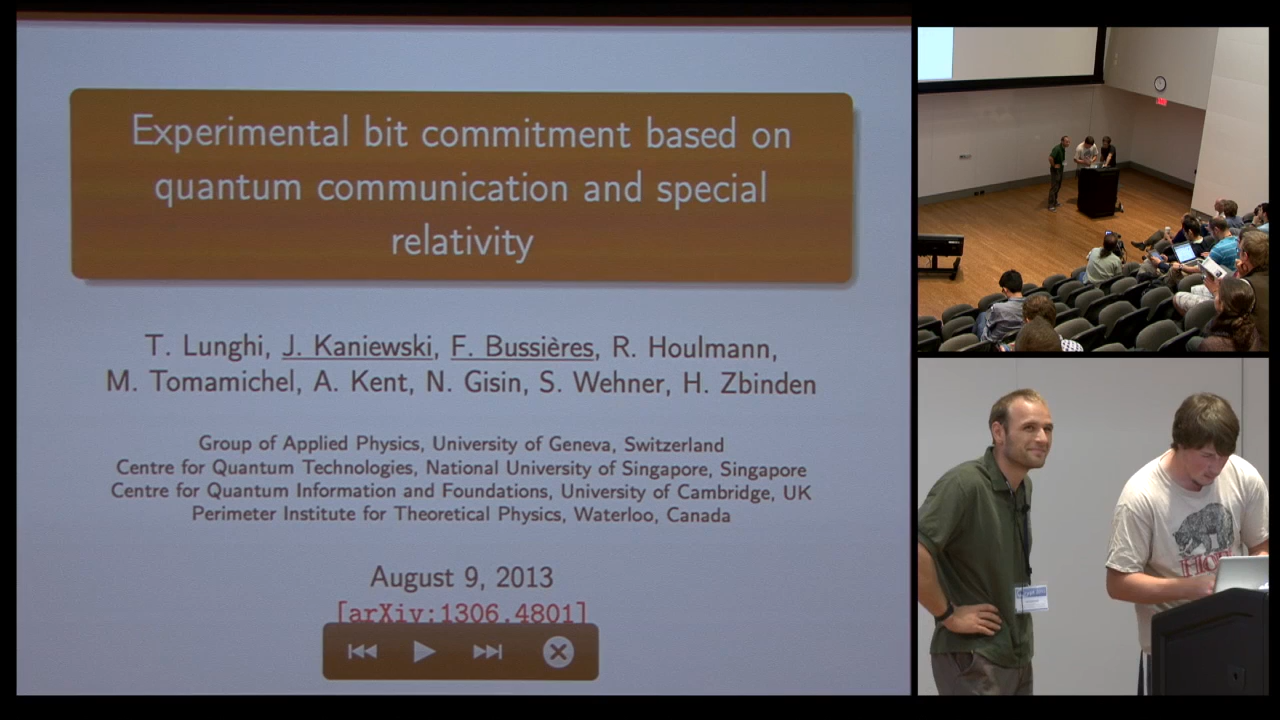 Experimental bit commitment based on
quantum communication and special
relativity
T. Lunghi, J. Kaniewski, F. Bussières, R. Houlmann,
M. Tomamichel, A. Kent, N. Gisin, S. Wehner, H. Zbinden
Group of Applied Physics, University of Geneva, Switzerland
Centre for Quantum Technologies, National University of Singapore, Singapore
Centre for Quantum Information and Foundations, University of Cambridge, UK
Perimeter Institute for Theoretical Physics, Waterloo, Canada
August 9, 2013
[arXiv:1306.4801]